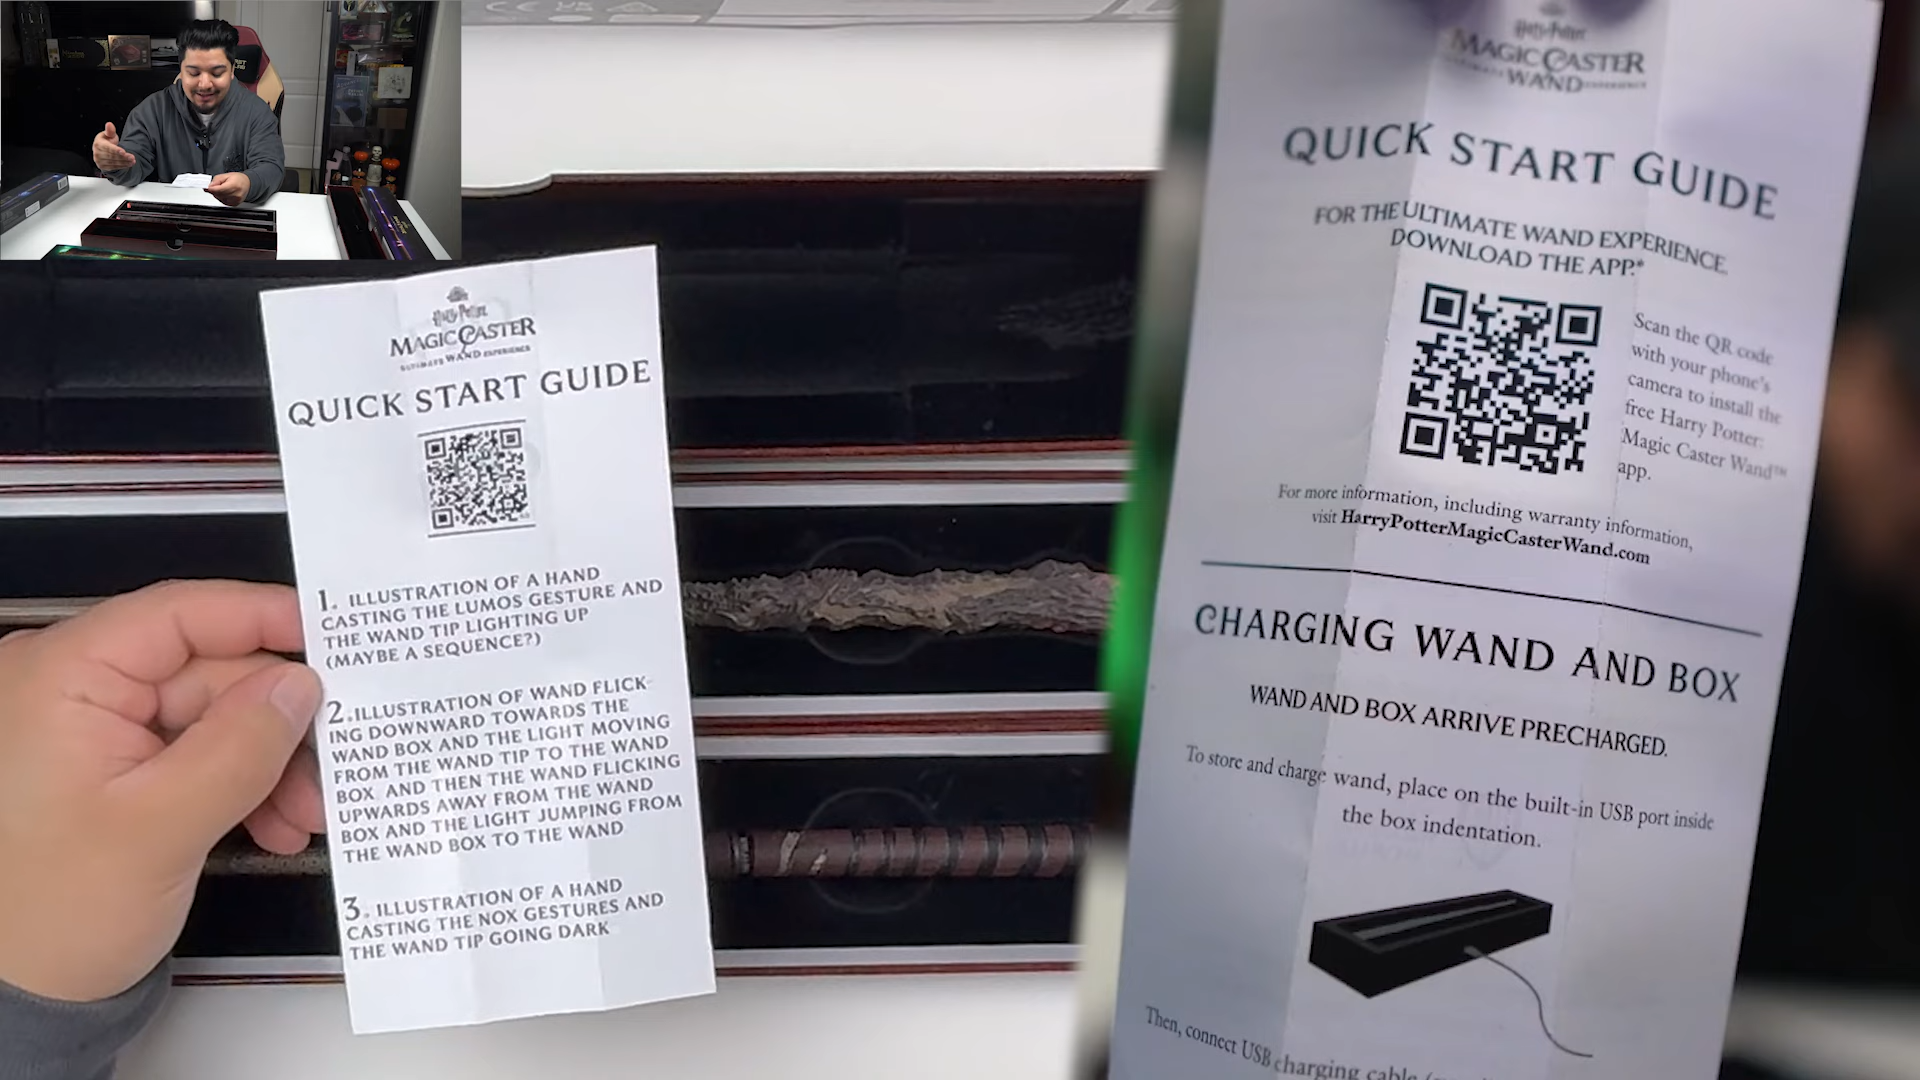 Harry Potter
MAGIC CASTER
ULTIMATE WAND EXPERIENCE
QUICK START GUIDE
1. ILLUSTRATION OF A HAND
CASTING THE LUMOS GESTURE AND
THE WAND TIP LIGHTING UP
(MAYBE A SEQUENCE?)
2.ILLUSTRATION OF WAND FLICK-
ING DOWNWARD TOWARDS THE
WAND BOX AND THE LIGHT MOVING
FROM THE WAND TIP TO THE WAND
BOX AND THEN THE WAND FLICKING
UPWARDS AWAY FROM THE WAND
BOX AND THE LIGHT JUMPING FROM
THE WAND BOX TO THE WAND
3. ILLUSTRATION OF A HAND
CASTING THE NOX GESTURES AND
THE WAND TIP GOING DARK
Harry Potter
MAGIC CASTER
WAND
QUICK START GUIDE
FOR THE ULTIMATE WAND EXPERIENCE,
DOWNLOAD THE APP.*
Scan the QR code
with your phone's
camera to install the
free Harry Potter:
Magic Caster Wand™
app.
For more information, including warranty information,
visit HarryPotterMagicCasterWand.com
CHARGING WAND AND BOX
WAND AND BOX ARRIVE PRECHARGED.
To store and charge wand, place on the built-in USB port inside
the box indentation.
Then, connect USB charging cable